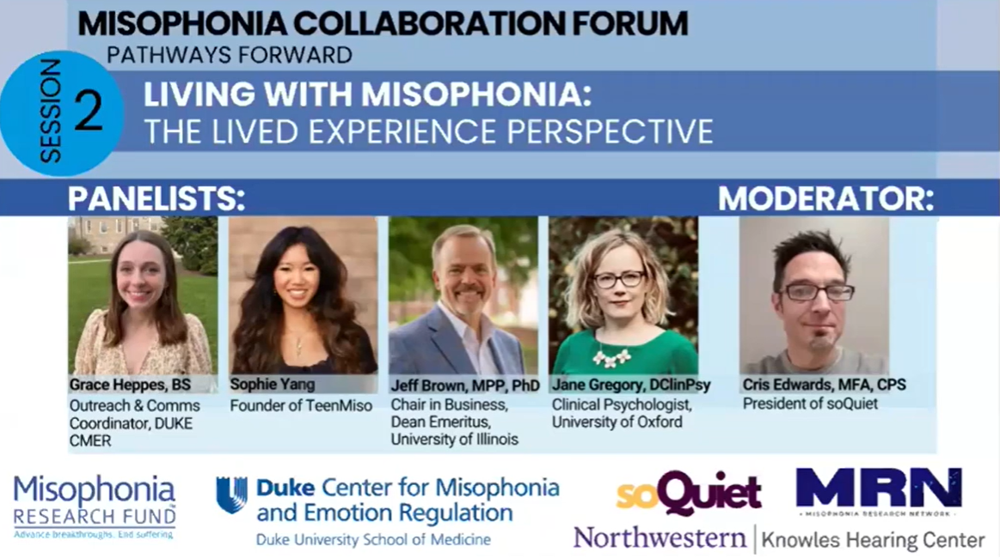 MISOPHONIA COLLABORATION FORUM
PATHWAYS FORWARD
SESSION 2
LIVING WITH MISOPHONIA:
THE LIVED EXPERIENCE PERSPECTIVE
PANELISTS:
MODERATOR:
Grace Heppes, BS
Outreach & Comms
Coordinator, DUKE
CMER
Sophie Yang
Founder of TeenMiso
Jeff Brown, MPP, PhD
Chair in Business,
Dean Emeritus,
University of Illinois
Jane Gregory, DClinPsy
Clinical Psychologist,
University of Oxford
Cris Edwards, MFA, CPS
President of soQuiet
Misophonia
RESEARCH FUND™
Advance breakthroughs. End suffering.
Duke Center for Misophonia
and Emotion Regulation
Duke University School of Medicine
soQuiet
MRN
· MISOPHONIA RESEARCH NETWORK ·
Northwestern | Knowles Hearing Center